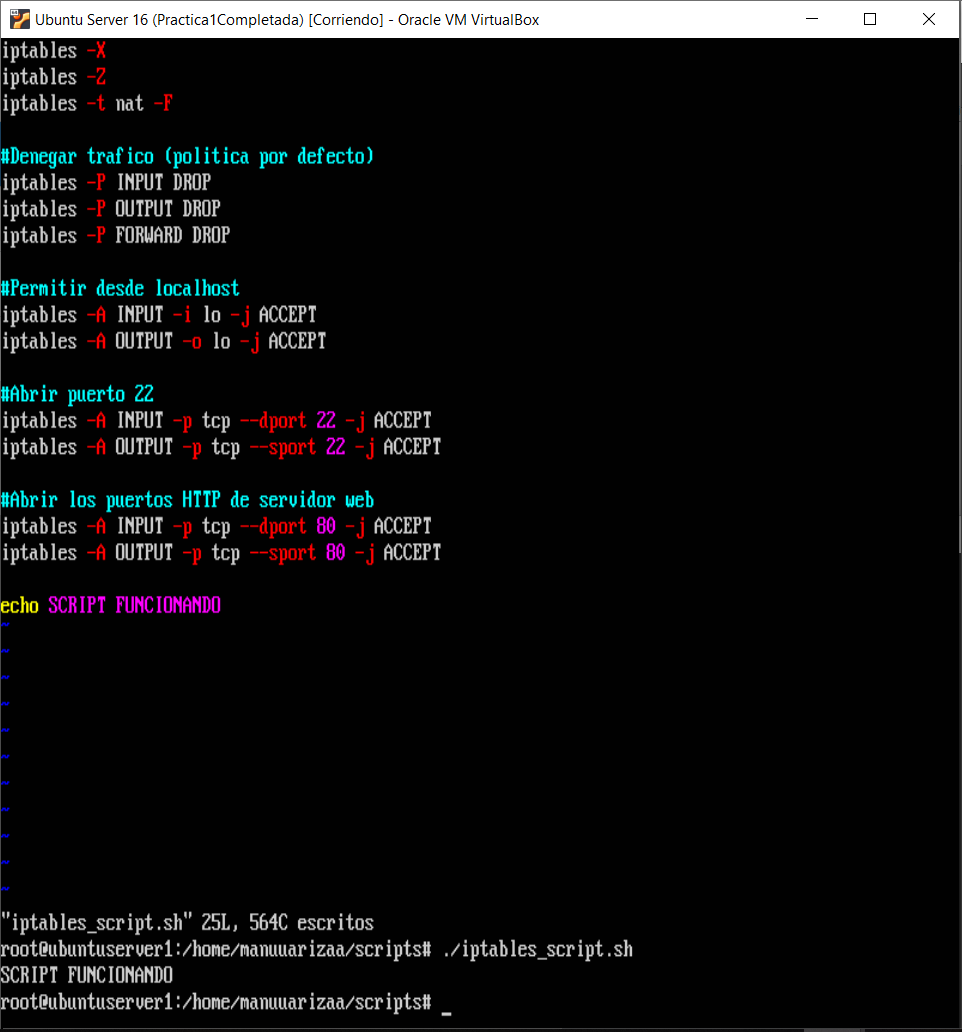 Ubuntu Server 16 (Practica1Completada) [Corriendo] - Oracle VM VirtualBox
iptables -X
iptables -Z
iptables -t nat -F
#Denegar trafico (politica por defecto)
iptables -P INPUT DROP
iptables -P OUTPUT DROP
iptables -P FORWARD DROP
#Permitir desde localhost
iptables -A INPUT -i lo -j ACCEPT
iptables -A OUTPUT -o lo -j ACCEPT
#Abrir puerto 22
iptables -A INPUT -p tcp --dport 22 -j ACCEPT
iptables -A OUTPUT -p tcp --sport 22 -j ACCEPT
#Abrir los puertos HTTP de servidor web
iptables -A INPUT -p tcp --dport 80 -j ACCEPT
iptables -A OUTPUT -p tcp --sport 80 -j ACCEPT
echo SCRIPT FUNCIONANDO
~
~
~
~
~
~
~
~
~
~
~
"iptables_script.sh" 25L, 564C escritos
root@ubuntuserver1:/home/manuuarizaa/scripts# ./iptables_script.sh
SCRIPT FUNCIONANDO
root@ubuntuserver1:/home/manuuarizaa/scripts# _